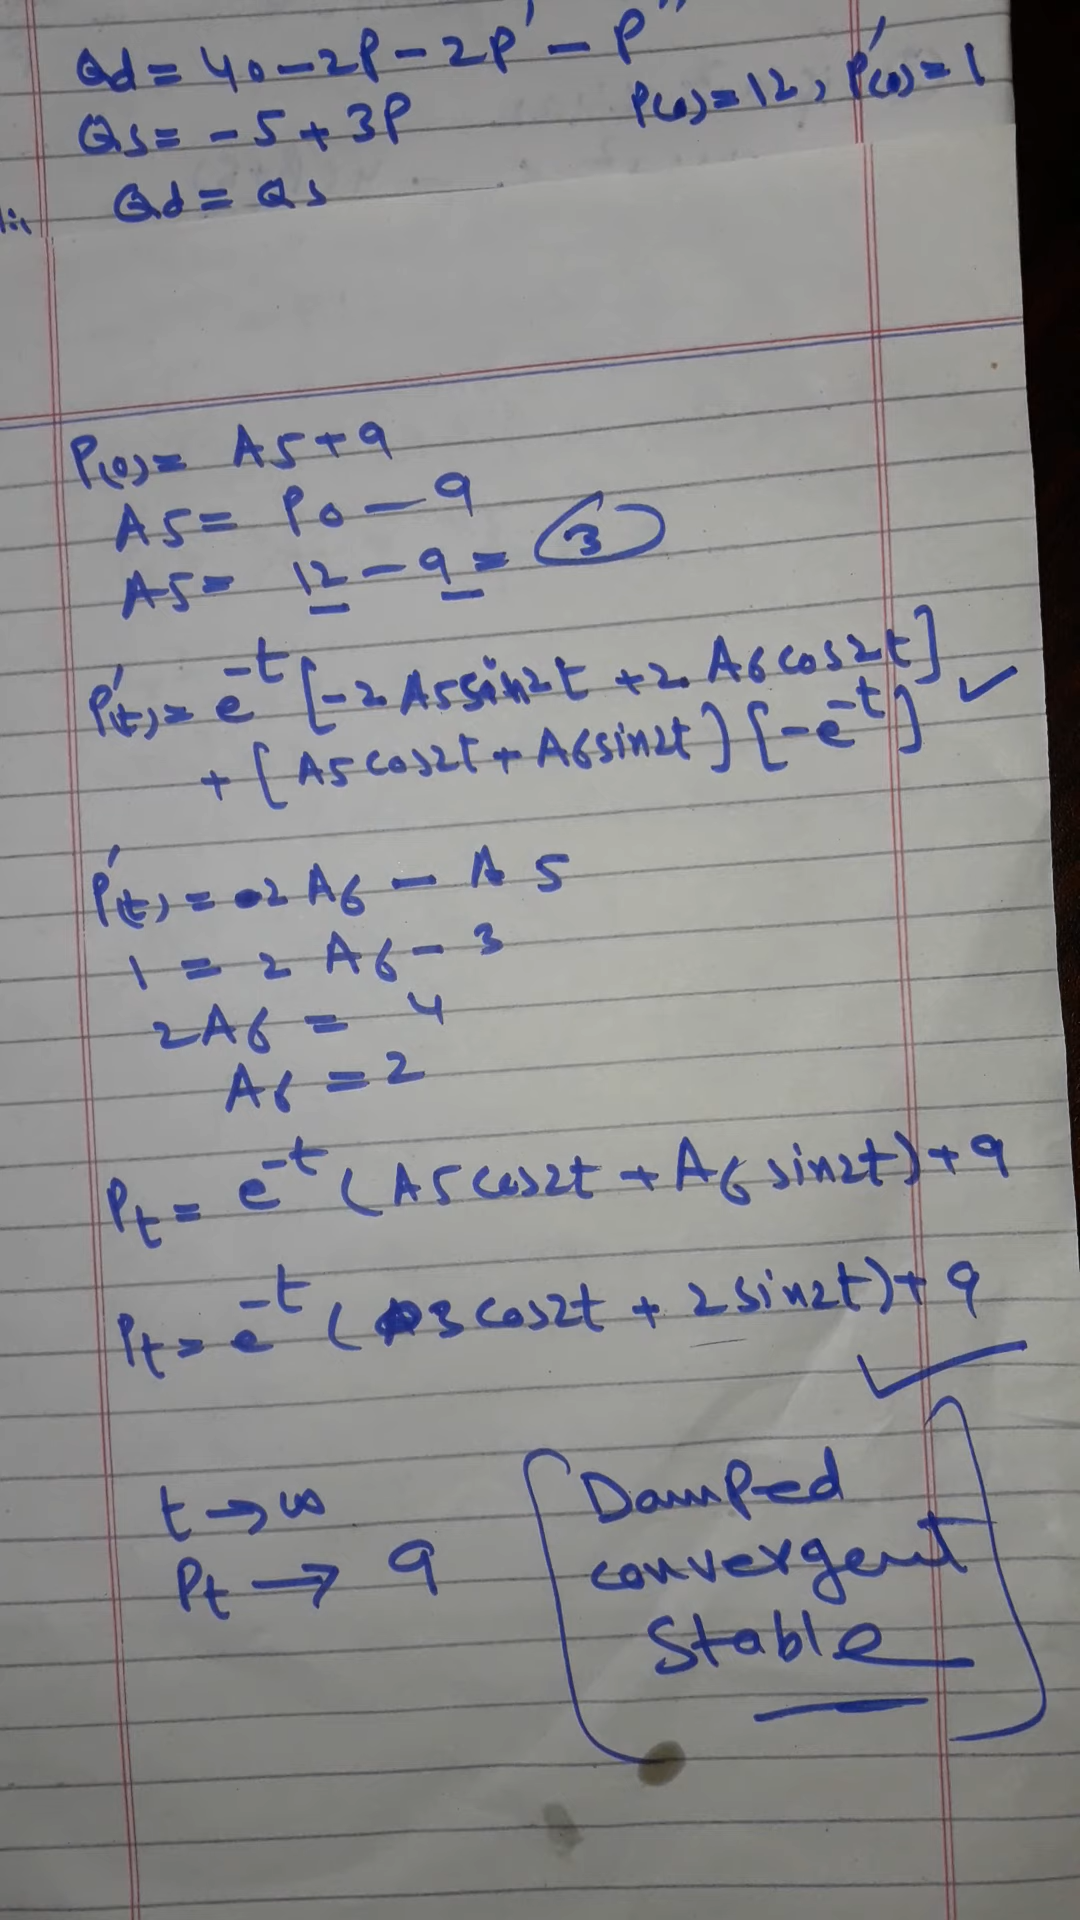 Qd = 40 - 2P - 2P' - P''
Qs = -5 + 3P P(0) = 12, P'(0) = 1
Qd = Qs
P(0) = A5 + 9
A5 = P0 - 9
A5 = 12 - 9 = 3
P'(t) = e^-t [-2 A5 sin2t + 2 A6 cos2t] ✓
+ [A5 cos2t + A6 sin2t] [-e^-t]
P'(t) = 2 A6 - A5
1 = 2 A6 - 3
2A6 = 4
A6 = 2
Pt = e^-t (A5 cos2t + A6 sin2t) + 9
Pt = e^-t (3 cos2t + 2 sin2t) + 9
✓
t → ∞
Pt → 9
Damped
convergent
Stable